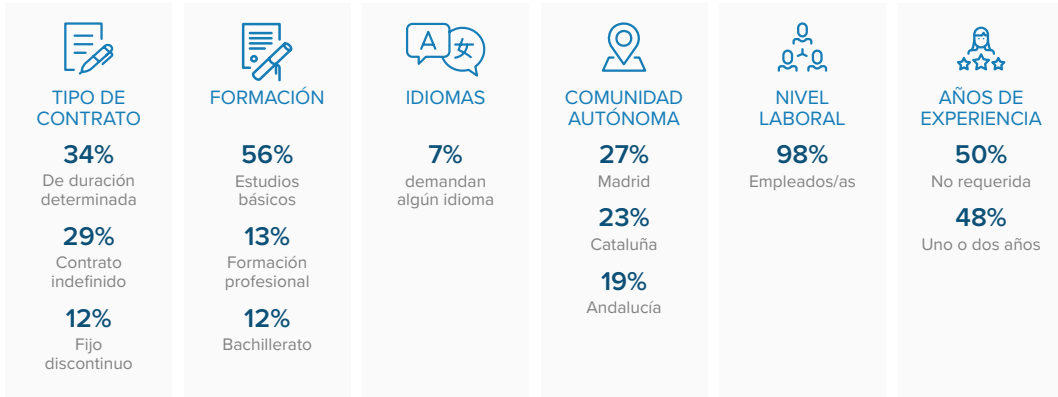 TIPO DE
CONTRATO
34%
De duración
determinada
29%
Contrato
indefinido
12%
Fijo
discontinuo
FORMACIÓN
56%
Estudios
básicos
13%
Formación
profesional
12%
Bachillerato
A
女
IDIOMAS
7%
demandan
algún idioma
COMUNIDAD
AUTÓNOMA
27%
Madrid
23%
Cataluña
19%
Andalucía
NIVEL
LABORAL
98%
Empleados/as
AÑOS DE
EXPERIENCIA
50%
No requerida
48%
Uno o dos años